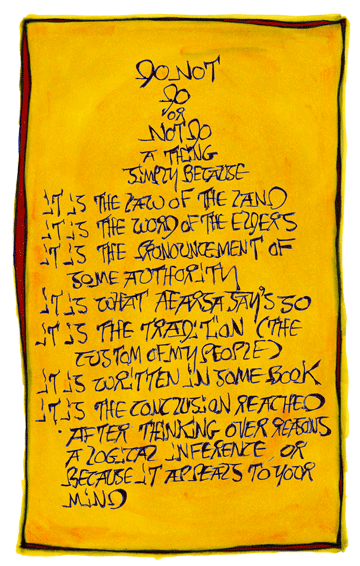 DO NOT
DO
OR
NOT DO
A THING
SIMPLY BECAUSE
IT IS THE LAW OF THE LAND
IT IS THE WORD OF THE ELDERS
IT IS THE PRONOUNCEMENT OF
SOME AUTHORITY
IT IS WHAT HEARSAY SAY'S SO
IT IS THE TRADITION (THE
CUSTOM OF MY PEOPLE)
IT IS WRITTEN IN SOME BOOK
IT IS THE CONCLUSION REACHED
AFTER THINKING OVER REASONS
A LOGICAL INFERENCE OR
BECAUSE IT APPEALS TO YOUR
MIND